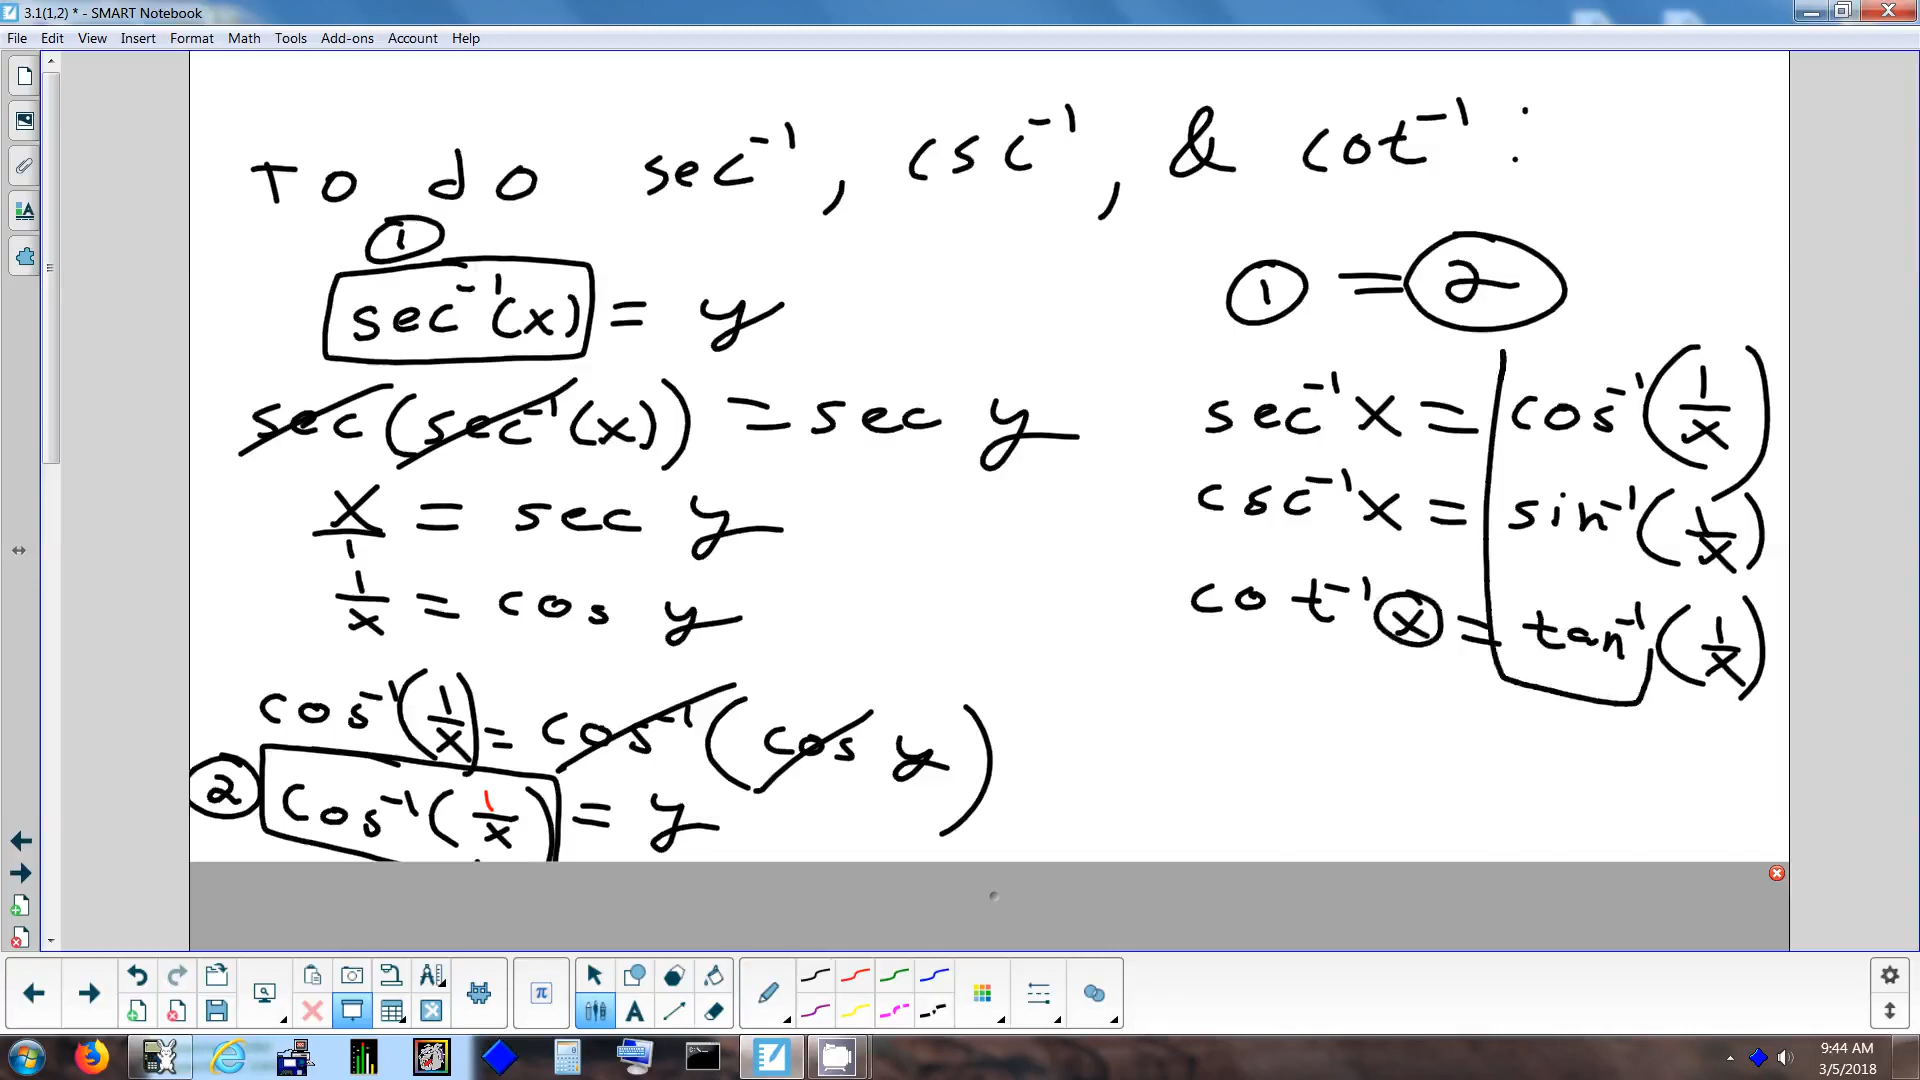 3.1(1,2) * - SMART Notebook
File Edit View Insert Format Math Tools Add-ons Account Help
To do sec⁻¹, csc⁻¹, & cot⁻¹ :
①
sec⁻¹(x) = y
sec(sec⁻¹(x)) = sec y
x/1 = sec y
1/x = cos y
cos⁻¹(1/x) = cos⁻¹(cos y)
② cos⁻¹(1/x) = y
① = ②
sec⁻¹ x = cos⁻¹(1/x)
csc⁻¹ x = sin⁻¹(1/x)
cot⁻¹ x = tan⁻¹(1/x)
π
A
9:44 AM
3/5/2018